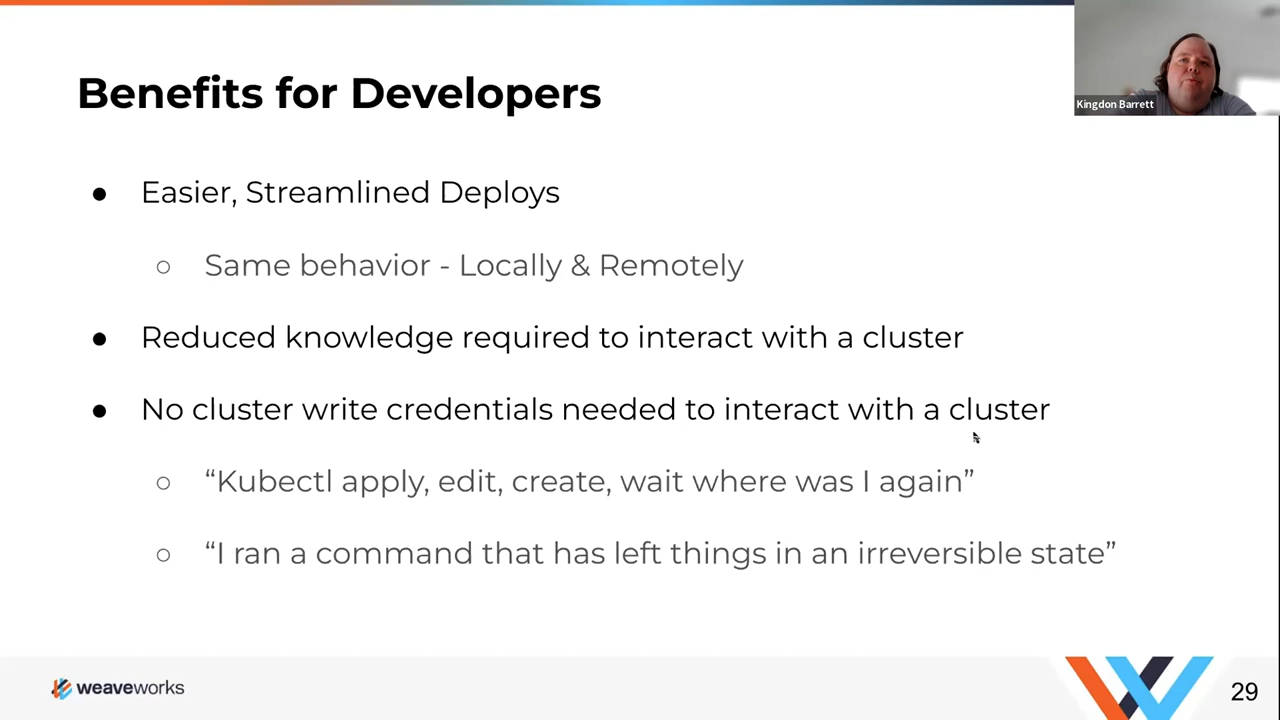 Benefits for Developers
Kingdon Barrett
● Easier, Streamlined Deploys
○ Same behavior - Locally & Remotely
● Reduced knowledge required to interact with a cluster
● No cluster write credentials needed to interact with a cluster
○ “Kubectl apply, edit, create, wait where was I again”
○ “I ran a command that has left things in an irreversible state”
weaveworks
29